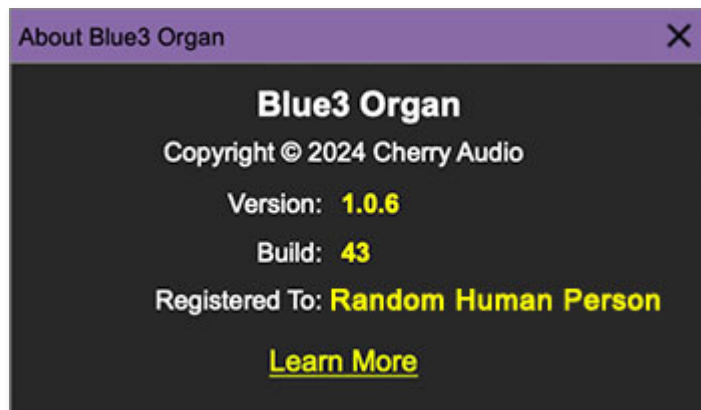 About Blue3 Organ
Blue3 Organ
Copyright © 2024 Cherry Audio
Version: 1.0.6
Build: 43
Registered To: Random Human Person
Learn More